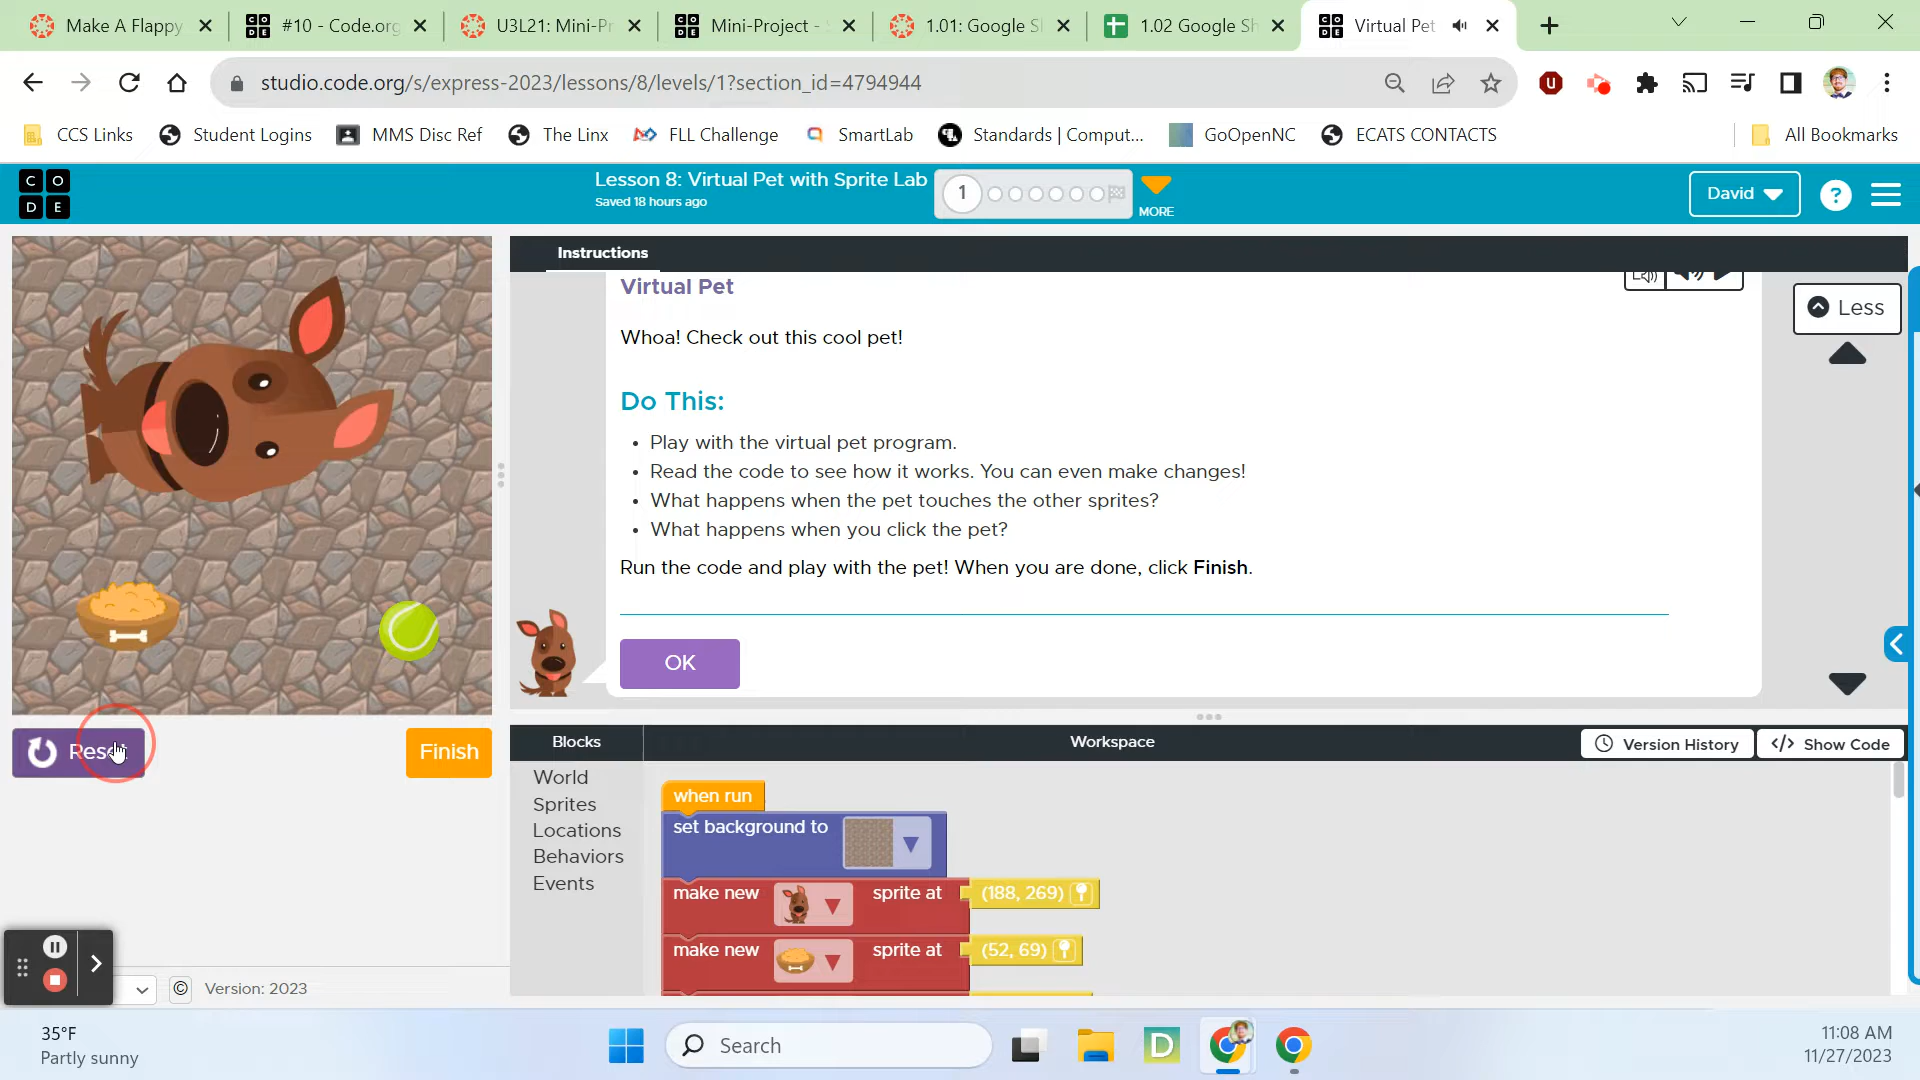 Make A Flappy
#10 - Code.org
U3L21: Mini-Pr
Mini-Project -
1.01: Google S
1.02 Google Sh
Virtual Pet
studio.code.org/s/express-2023/lessons/8/levels/1?section_id=4794944
CCS Links
Student Logins
MMS Disc Ref
The Linx
FLL Challenge
SmartLab
Standards | Comput...
GoOpenNC
ECATS CONTACTS
All Bookmarks
C O
D E
Lesson 8: Virtual Pet with Sprite Lab
Saved 18 hours ago
1
MORE
David
?
Instructions
Virtual Pet
Less
Whoa! Check out this cool pet!
Do This:
• Play with the virtual pet program.
• Read the code to see how it works. You can even make changes!
• What happens when the pet touches the other sprites?
• What happens when you click the pet?
Run the code and play with the pet! When you are done, click Finish.
OK
Reset
Finish
Blocks
Workspace
Version History
</> Show Code
World
Sprites
Locations
Behaviors
Events
when run
set background to
make new sprite at (188, 269)
make new sprite at (52, 69)
© Version: 2023
35°F
Partly sunny
Search
D
11:08 AM
11/27/2023